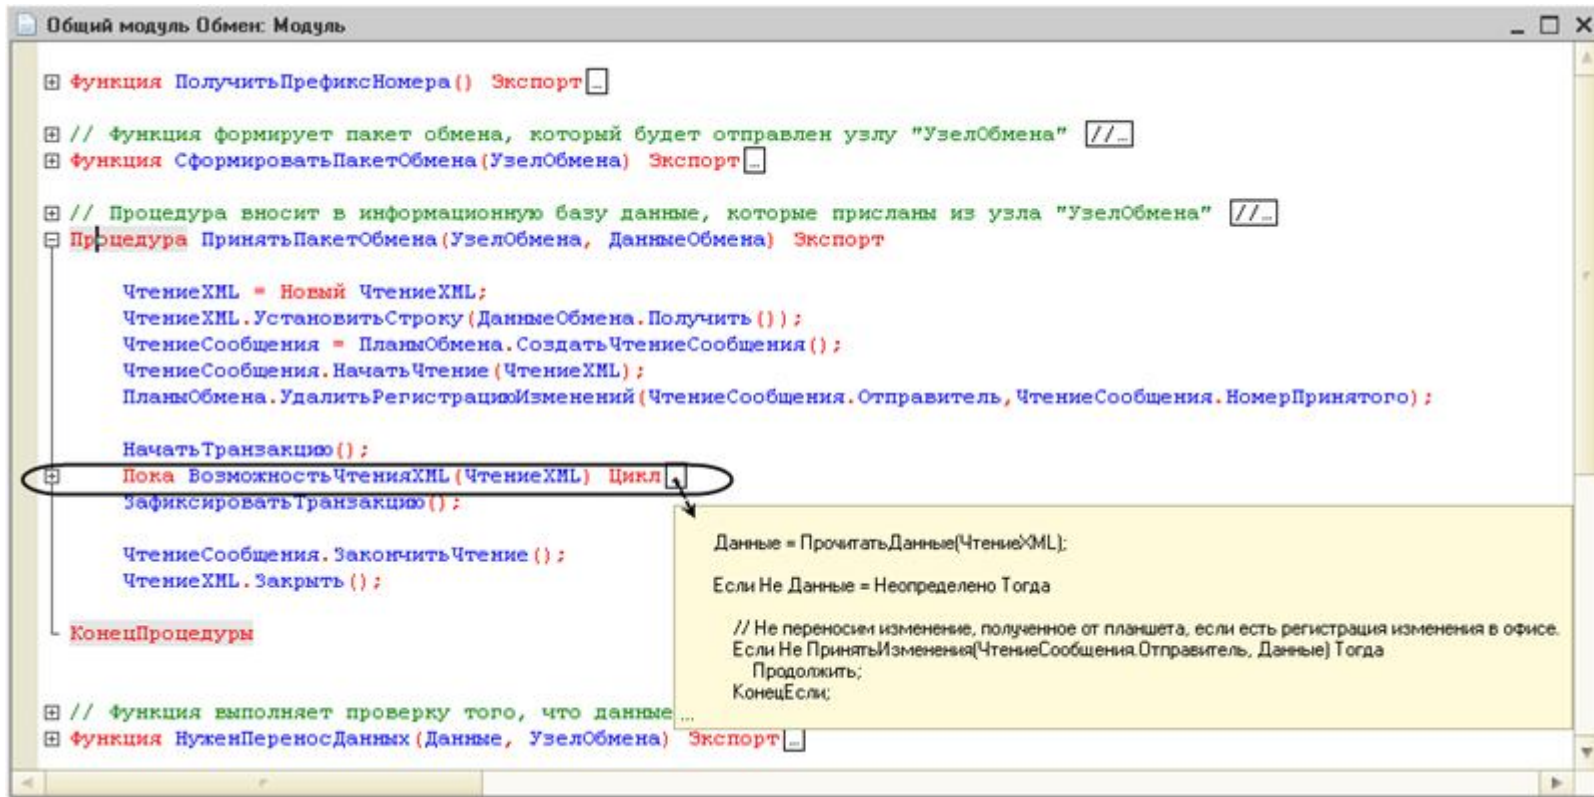 Общий модуль Обмен: Модуль
Функция ПолучитьПрефиксНомера() Экспорт...
// Функция формирует пакет обмена, который будет отправлен узлу "УзелОбмена" //...
Функция СформироватьПакетОбмена(УзелОбмена) Экспорт...
// Процедура вносит в информационную базу данные, которые присланы из узла "УзелОбмена" //...
Процедура ПринятьПакетОбмена(УзелОбмена, ДанныеОбмена) Экспорт
ЧтениеXML = Новый ЧтениеXML;
ЧтениеXML.УстановитьСтроку(ДанныеОбмена.Получить());
ЧтениеСообщения = ПланыОбмена.СоздатьЧтениеСообщения();
ЧтениеСообщения.НачатьЧтение(ЧтениеXML);
ПланыОбмена.УдалитьРегистрациюИзменений(ЧтениеСообщения.Отправитель,ЧтениеСообщения.НомерПринятого);
НачатьТранзакцию();
Пока ВозможностьЧтенияXML(ЧтениеXML) Цикл
ЗафиксироватьТранзакцию();
ЧтениеСообщения.ЗакончитьЧтение();
ЧтениеXML.Закрыть();
КонецПроцедуры
Данные = ПрочитатьДанные(ЧтениеXML);
Если Не Данные = Неопределено Тогда
// Не переносим изменение, полученное от планшета, если есть регистрация изменения в офисе.
Если Не ПринятьИзменения(ЧтениеСообщения.Отправитель, Данные) Тогда
Продолжить;
КонецЕсли;
...
// Функция выполняет проверку того, что данные
Функция НуженПереносДанных(Данные, УзелОбмена) Экспорт...